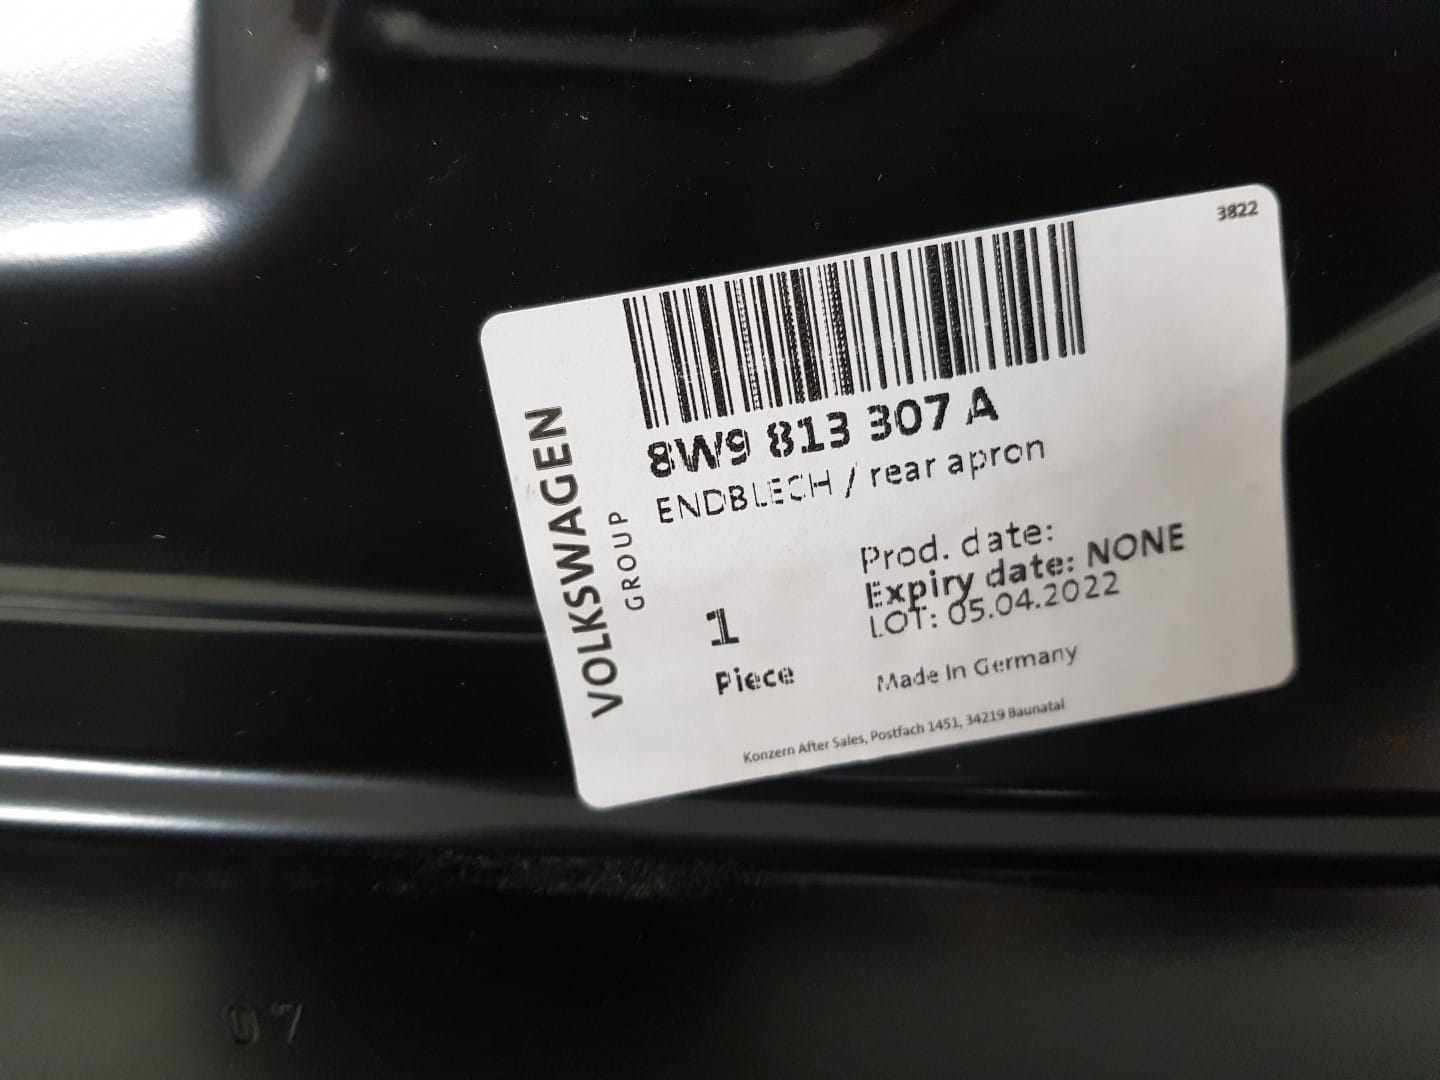 3822
8W9 813 307 A
ENDBLECH / rear apron
VOLKSWAGEN
GROUP
Prod. date:
Expiry date: NONE
LOT: 05.04.2022
1
Piece
Made In Germany
Konzern After Sales, Postfach 1451, 34219 Baunatal
07